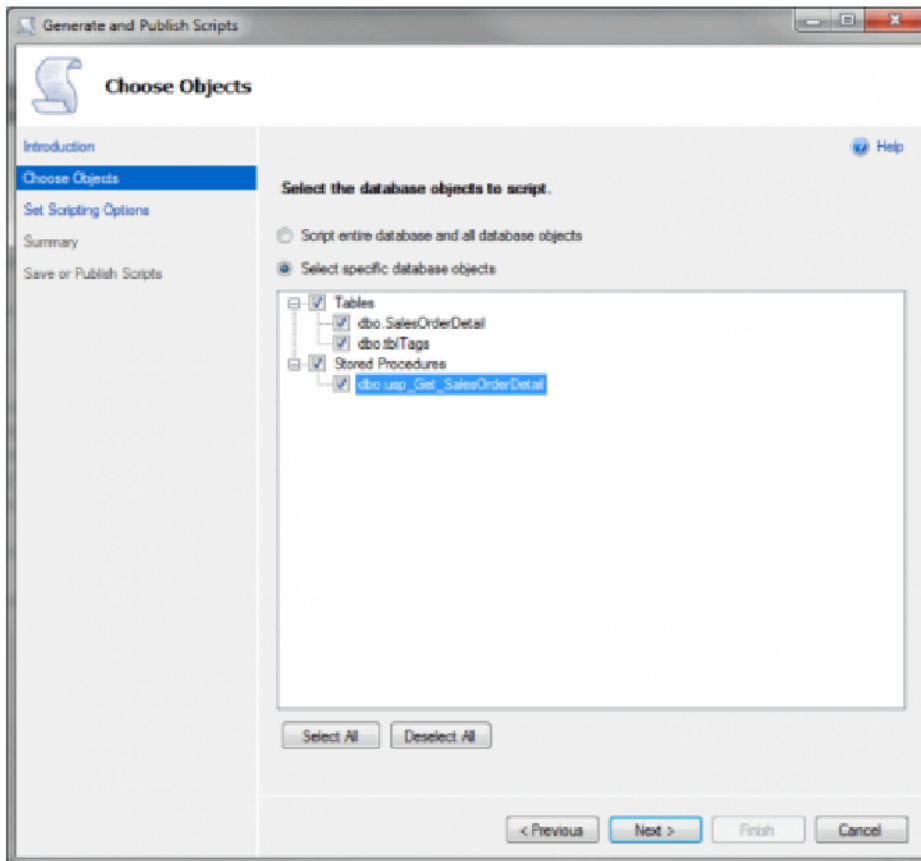 Generate and Publish Scripts
Choose Objects
Introduction
Help
Choose Objects
Select the database objects to script.
Set Scripting Options
Script entire database and all database objects
Summary
Select specific database objects
Save or Publish Scripts
Tables
dbo.SalesOrderDetail
dbo.tblTags
Stored Procedures
dbo.usp_Get_SalesOrderDetail
Select All
Deselect All
< Previous
Next >
Finish
Cancel